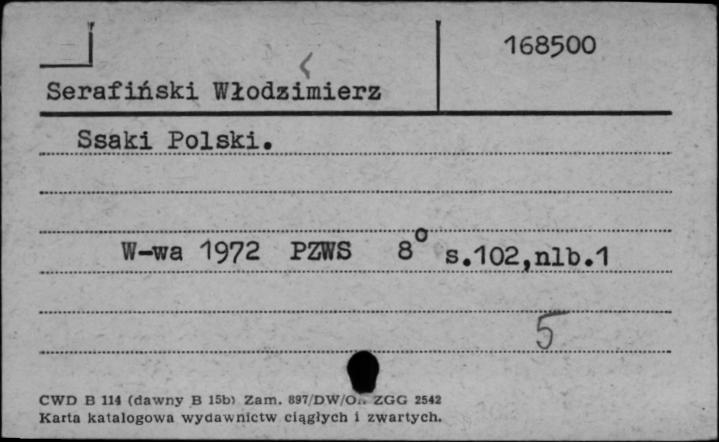 168500
Serafiński Włodzimierz
Ssaki Polski.
W-wa 1972 PZWS 8° s.102,nlb.1
5
CWD B 114 (dawny B 15b) Zam. 897/DW/O.. ZGG 2542
Karta katalogowa wydawnictw ciągłych i zwartych.